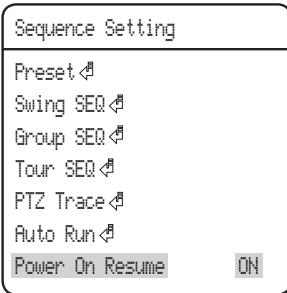 Sequence Setting
Preset
Swing SEQ
Group SEQ
Tour SEQ
PTZ Trace
Auto Run
Power On Resume ON